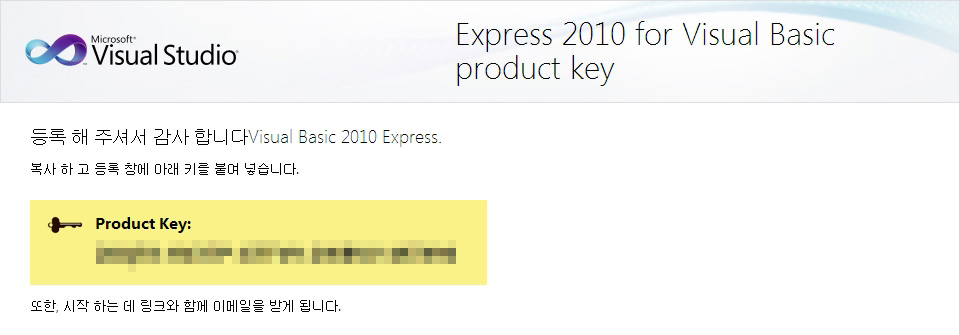 Microsoft®
Visual Studio®
Express 2010 for Visual Basic
product key
등록 해 주셔서 감사 합니다Visual Basic 2010 Express.
복사 하 고 등록 창에 아래 키를 붙여 넣습니다.
Product Key:
또한, 시작 하는 데 링크와 함께 이메일을 받게 됩니다.